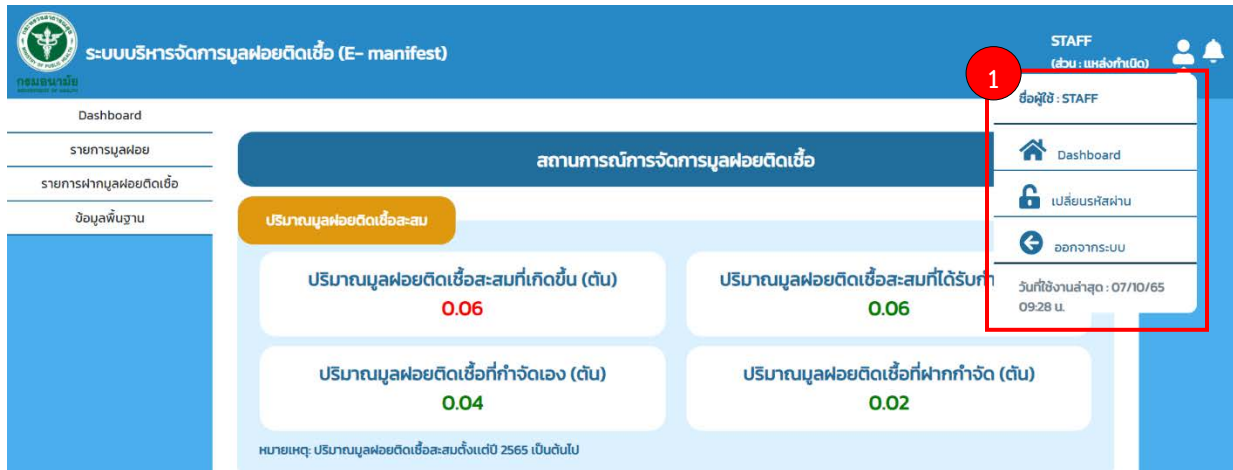 ระบบบริหารจัดการมูลฝอยติดเชื้อ (E- manifest)
STAFF
(ส่วน : แหล่งกำเนิด)
กรมอนามัย
1
ชื่อผู้ใช้ : STAFF
Dashboard
เปลี่ยนรหัสผ่าน
ออกจากระบบ
วันที่ใช้งานล่าสุด : 07/10/65
09:28 น.
Dashboard
รายการมูลฝอย
รายการฝากมูลฝอยติดเชื้อ
ข้อมูลพื้นฐาน
สถานการณ์การจัดการมูลฝอยติดเชื้อ
ปริมาณมูลฝอยติดเชื้อสะสม
ปริมาณมูลฝอยติดเชื้อสะสมที่เกิดขึ้น (ตัน)
0.06
ปริมาณมูลฝอยติดเชื้อสะสมที่ได้รับกำ
0.06
ปริมาณมูลฝอยติดเชื้อที่กำจัดเอง (ตัน)
0.04
ปริมาณมูลฝอยติดเชื้อที่ฝากกำจัด (ตัน)
0.02
หมายเหตุ: ปริมาณมูลฝอยติดเชื้อสะสมตั้งแต่ปี 2565 เป็นต้นไป